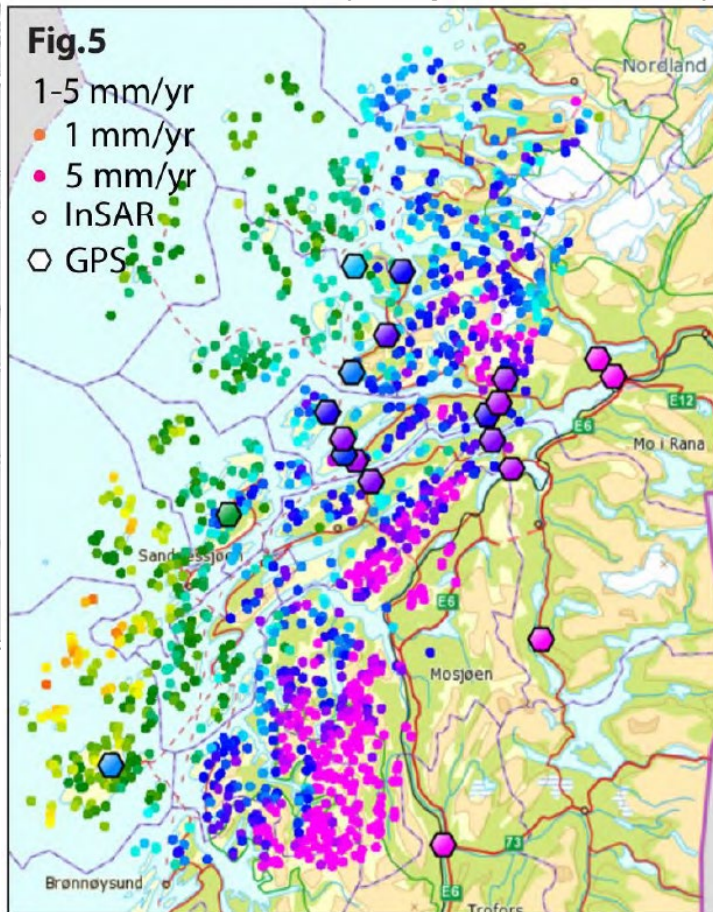 Fig.5
1-5 mm/yr
1 mm/yr
5 mm/yr
InSAR
GPS
Nordland
E12
E6
Mo i Rana
E6
Mosjøen
73
Brønnøysund
E6
Trofors